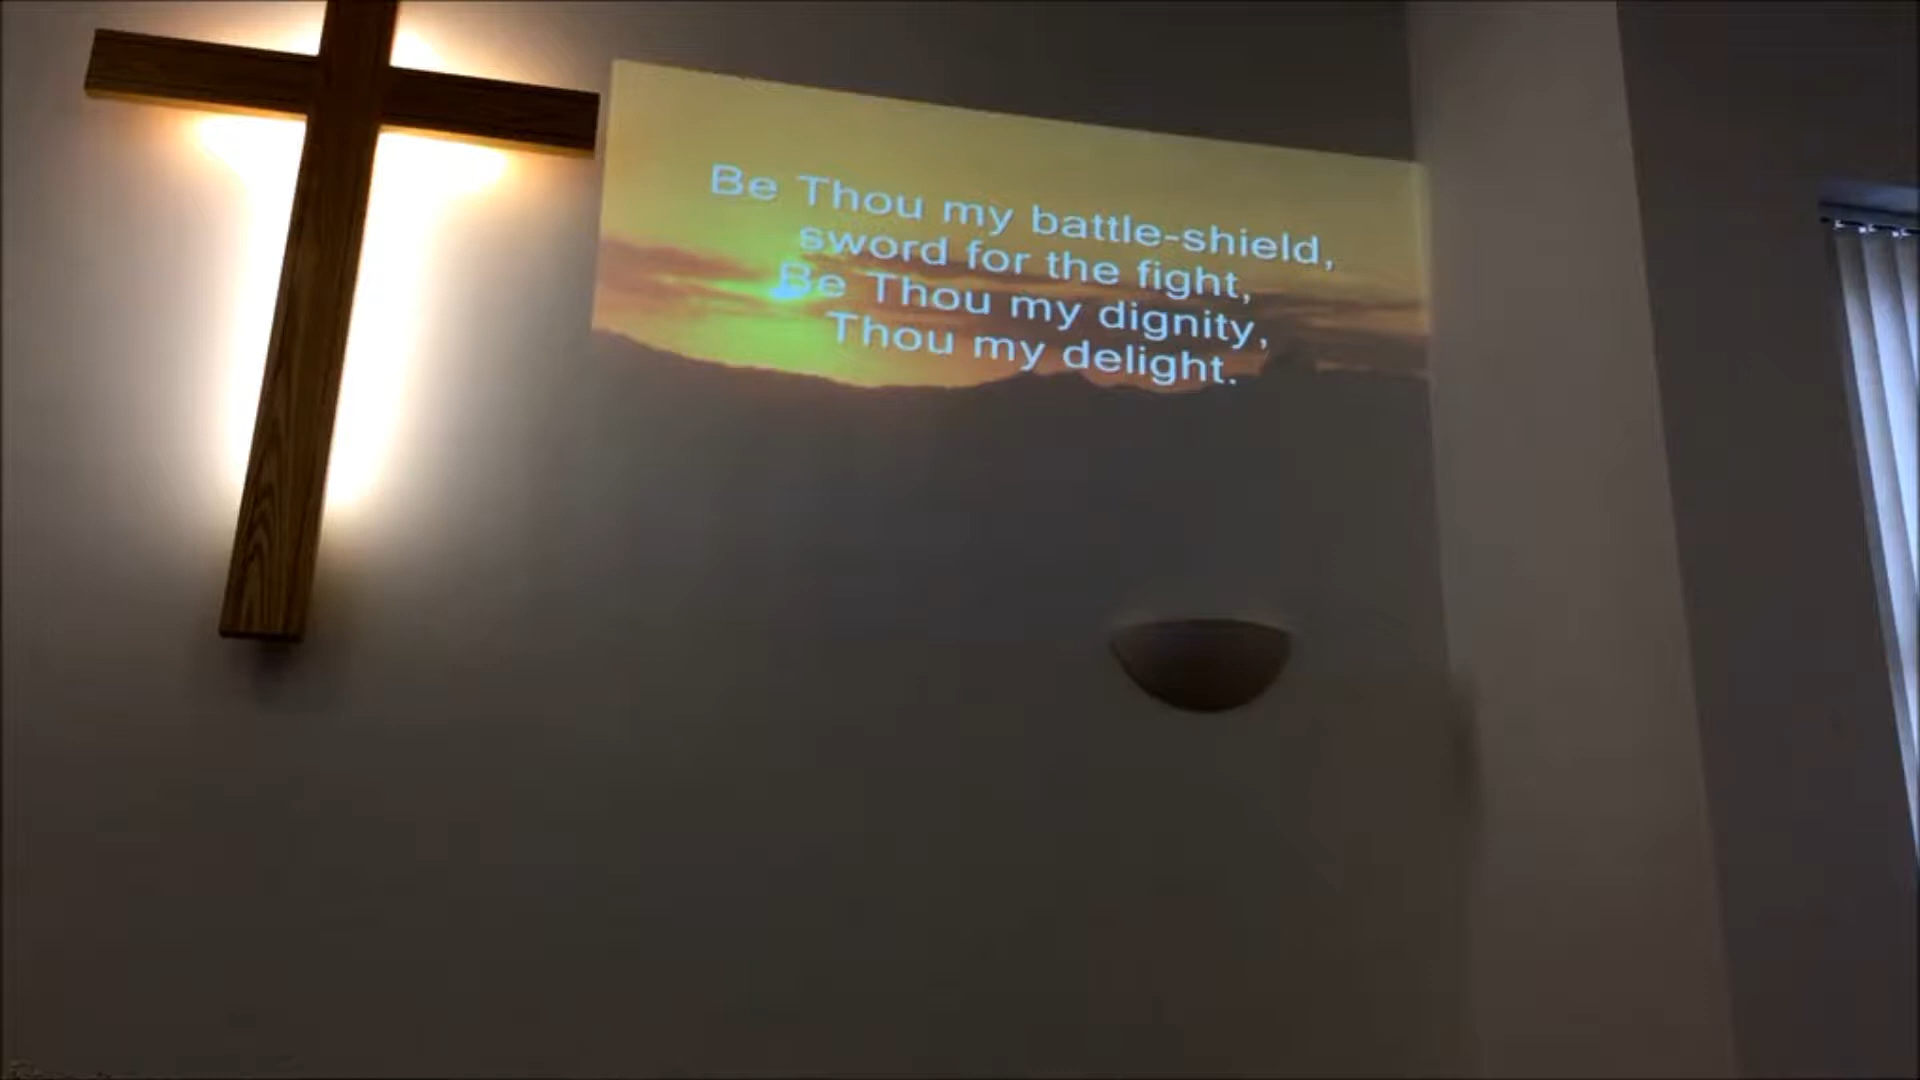 Be Thou my battle-shield,
sword for the fight,
Be Thou my dignity,
Thou my delight.